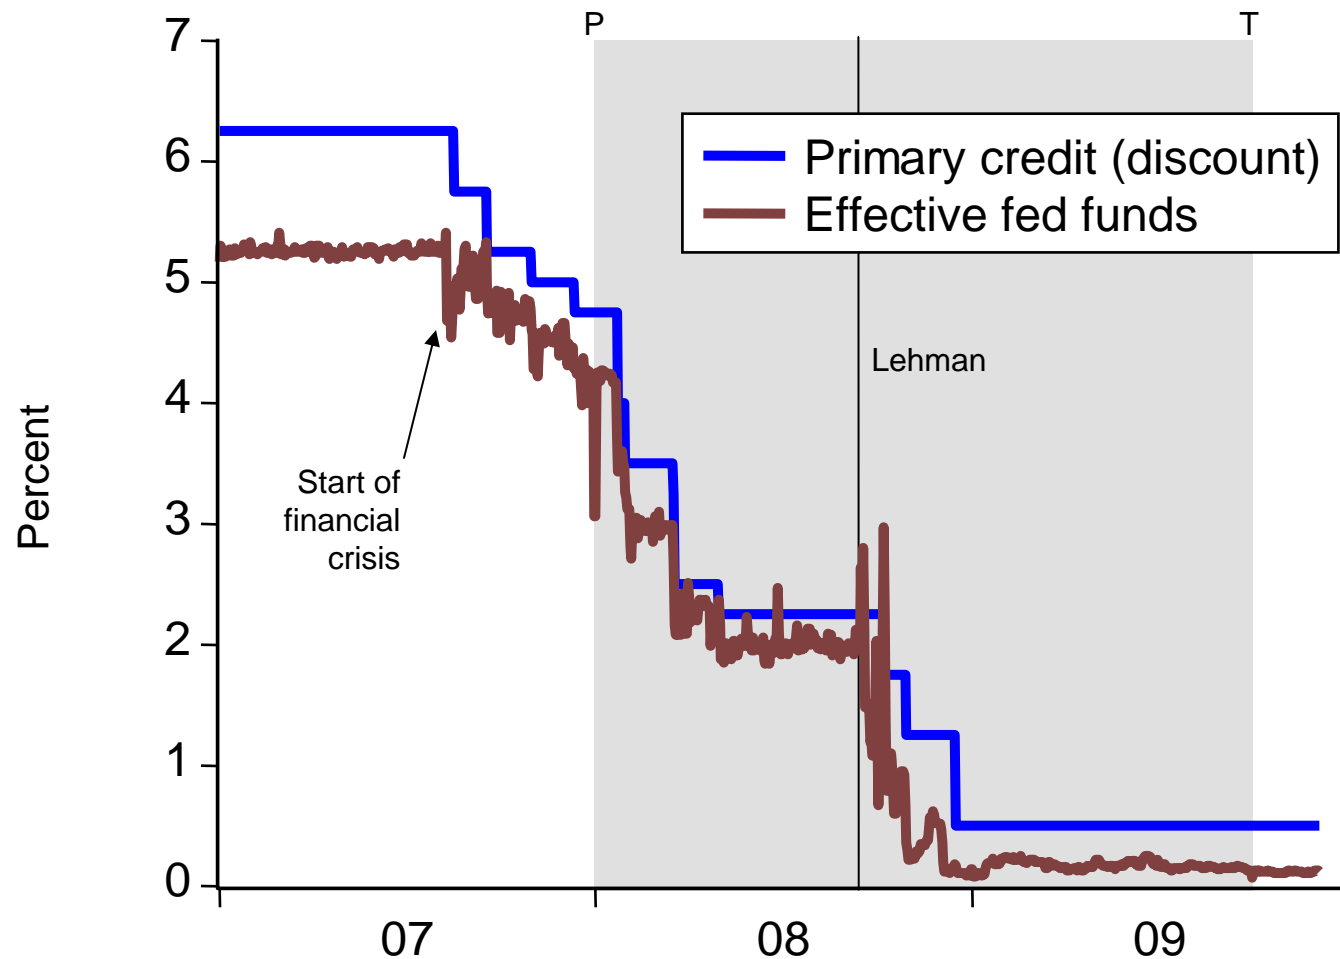 P
T
7
6
5
4
3
2
1
0
Percent
Primary credit (discount)
Effective fed funds
Lehman
Start of
financial
crisis
07
08
09